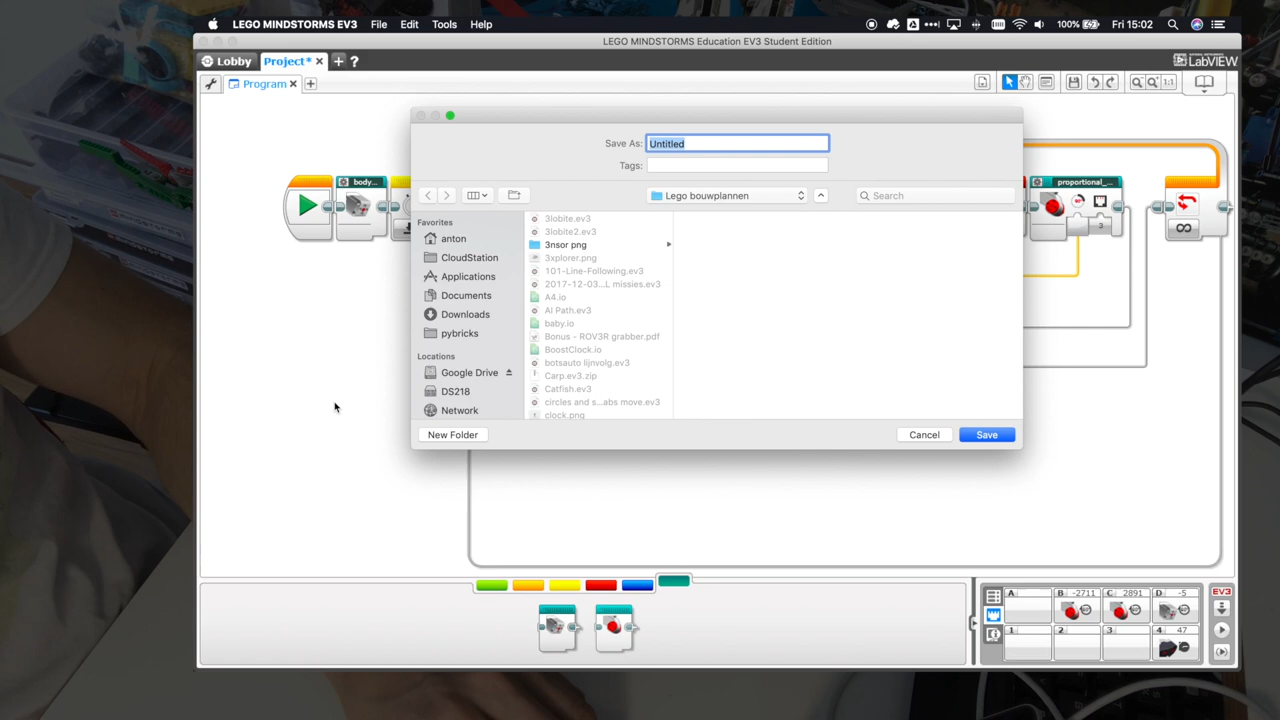 LEGO MINDSTORMS EV3 File Edit Tools Help
100% Fri 15:02
LEGO MINDSTORMS Education EV3 Student Edition
Lobby Project* × + ?
LabVIEW
Program × +
1:1
Save As: Untitled
Tags:
body...
proportional_...
3
Lego bouwplannen
Search
Favorites
anton
CloudStation
Applications
Documents
Downloads
pybricks
Locations
Google Drive
DS218
Network
3lobite.ev3
3lobite2.ev3
3nsor png
3xplorer.png
101-Line-Following.ev3
2017-12-03...L missies.ev3
A4.io
AI Path.ev3
baby.io
Bonus - ROV3R grabber.pdf
BoostClock.io
botsauto lijnvolg.ev3
Carp.ev3.zip
Catfish.ev3
circles and s...abs move.ev3
clock.png
New Folder
Cancel
Save
A B -2711 C 2891 D -5
1 2 3 4 47
EV3